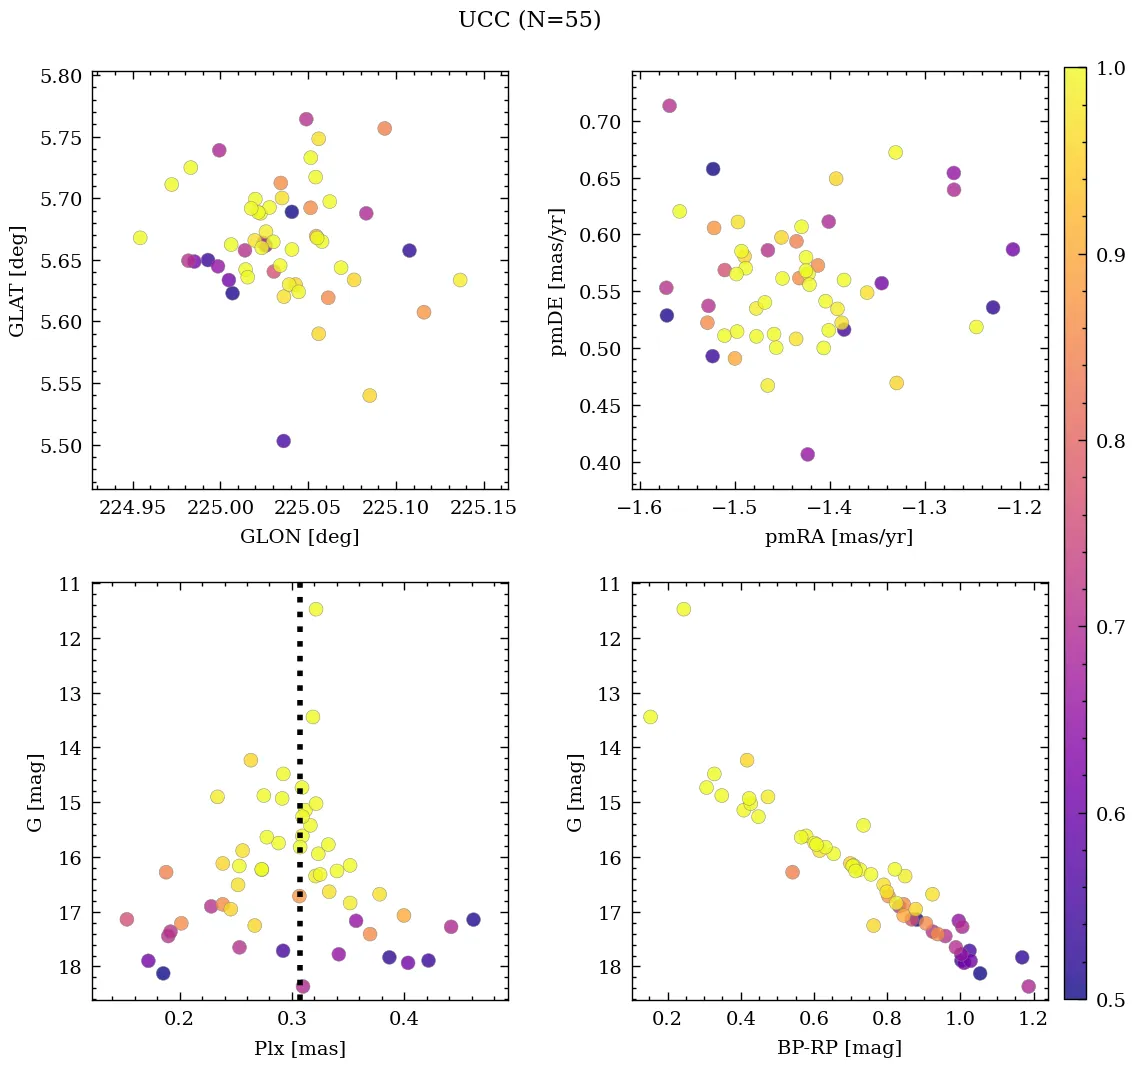 UCC (N=55)
5.80
5.75
5.70
5.65
5.60
5.55
5.50
GLAT [deg]
224.95 225.00 225.05 225.10 225.15
GLON [deg]
0.70
0.65
0.60
0.55
0.50
0.45
0.40
pmDE [mas/yr]
−1.6 −1.5 −1.4 −1.3 −1.2
pmRA [mas/yr]
11
12
13
14
15
16
17
18
G [mag]
0.2 0.3 0.4
Plx [mas]
11
12
13
14
15
16
17
18
G [mag]
0.2 0.4 0.6 0.8 1.0 1.2
BP-RP [mag]
1.0
0.9
0.8
0.7
0.6
0.5